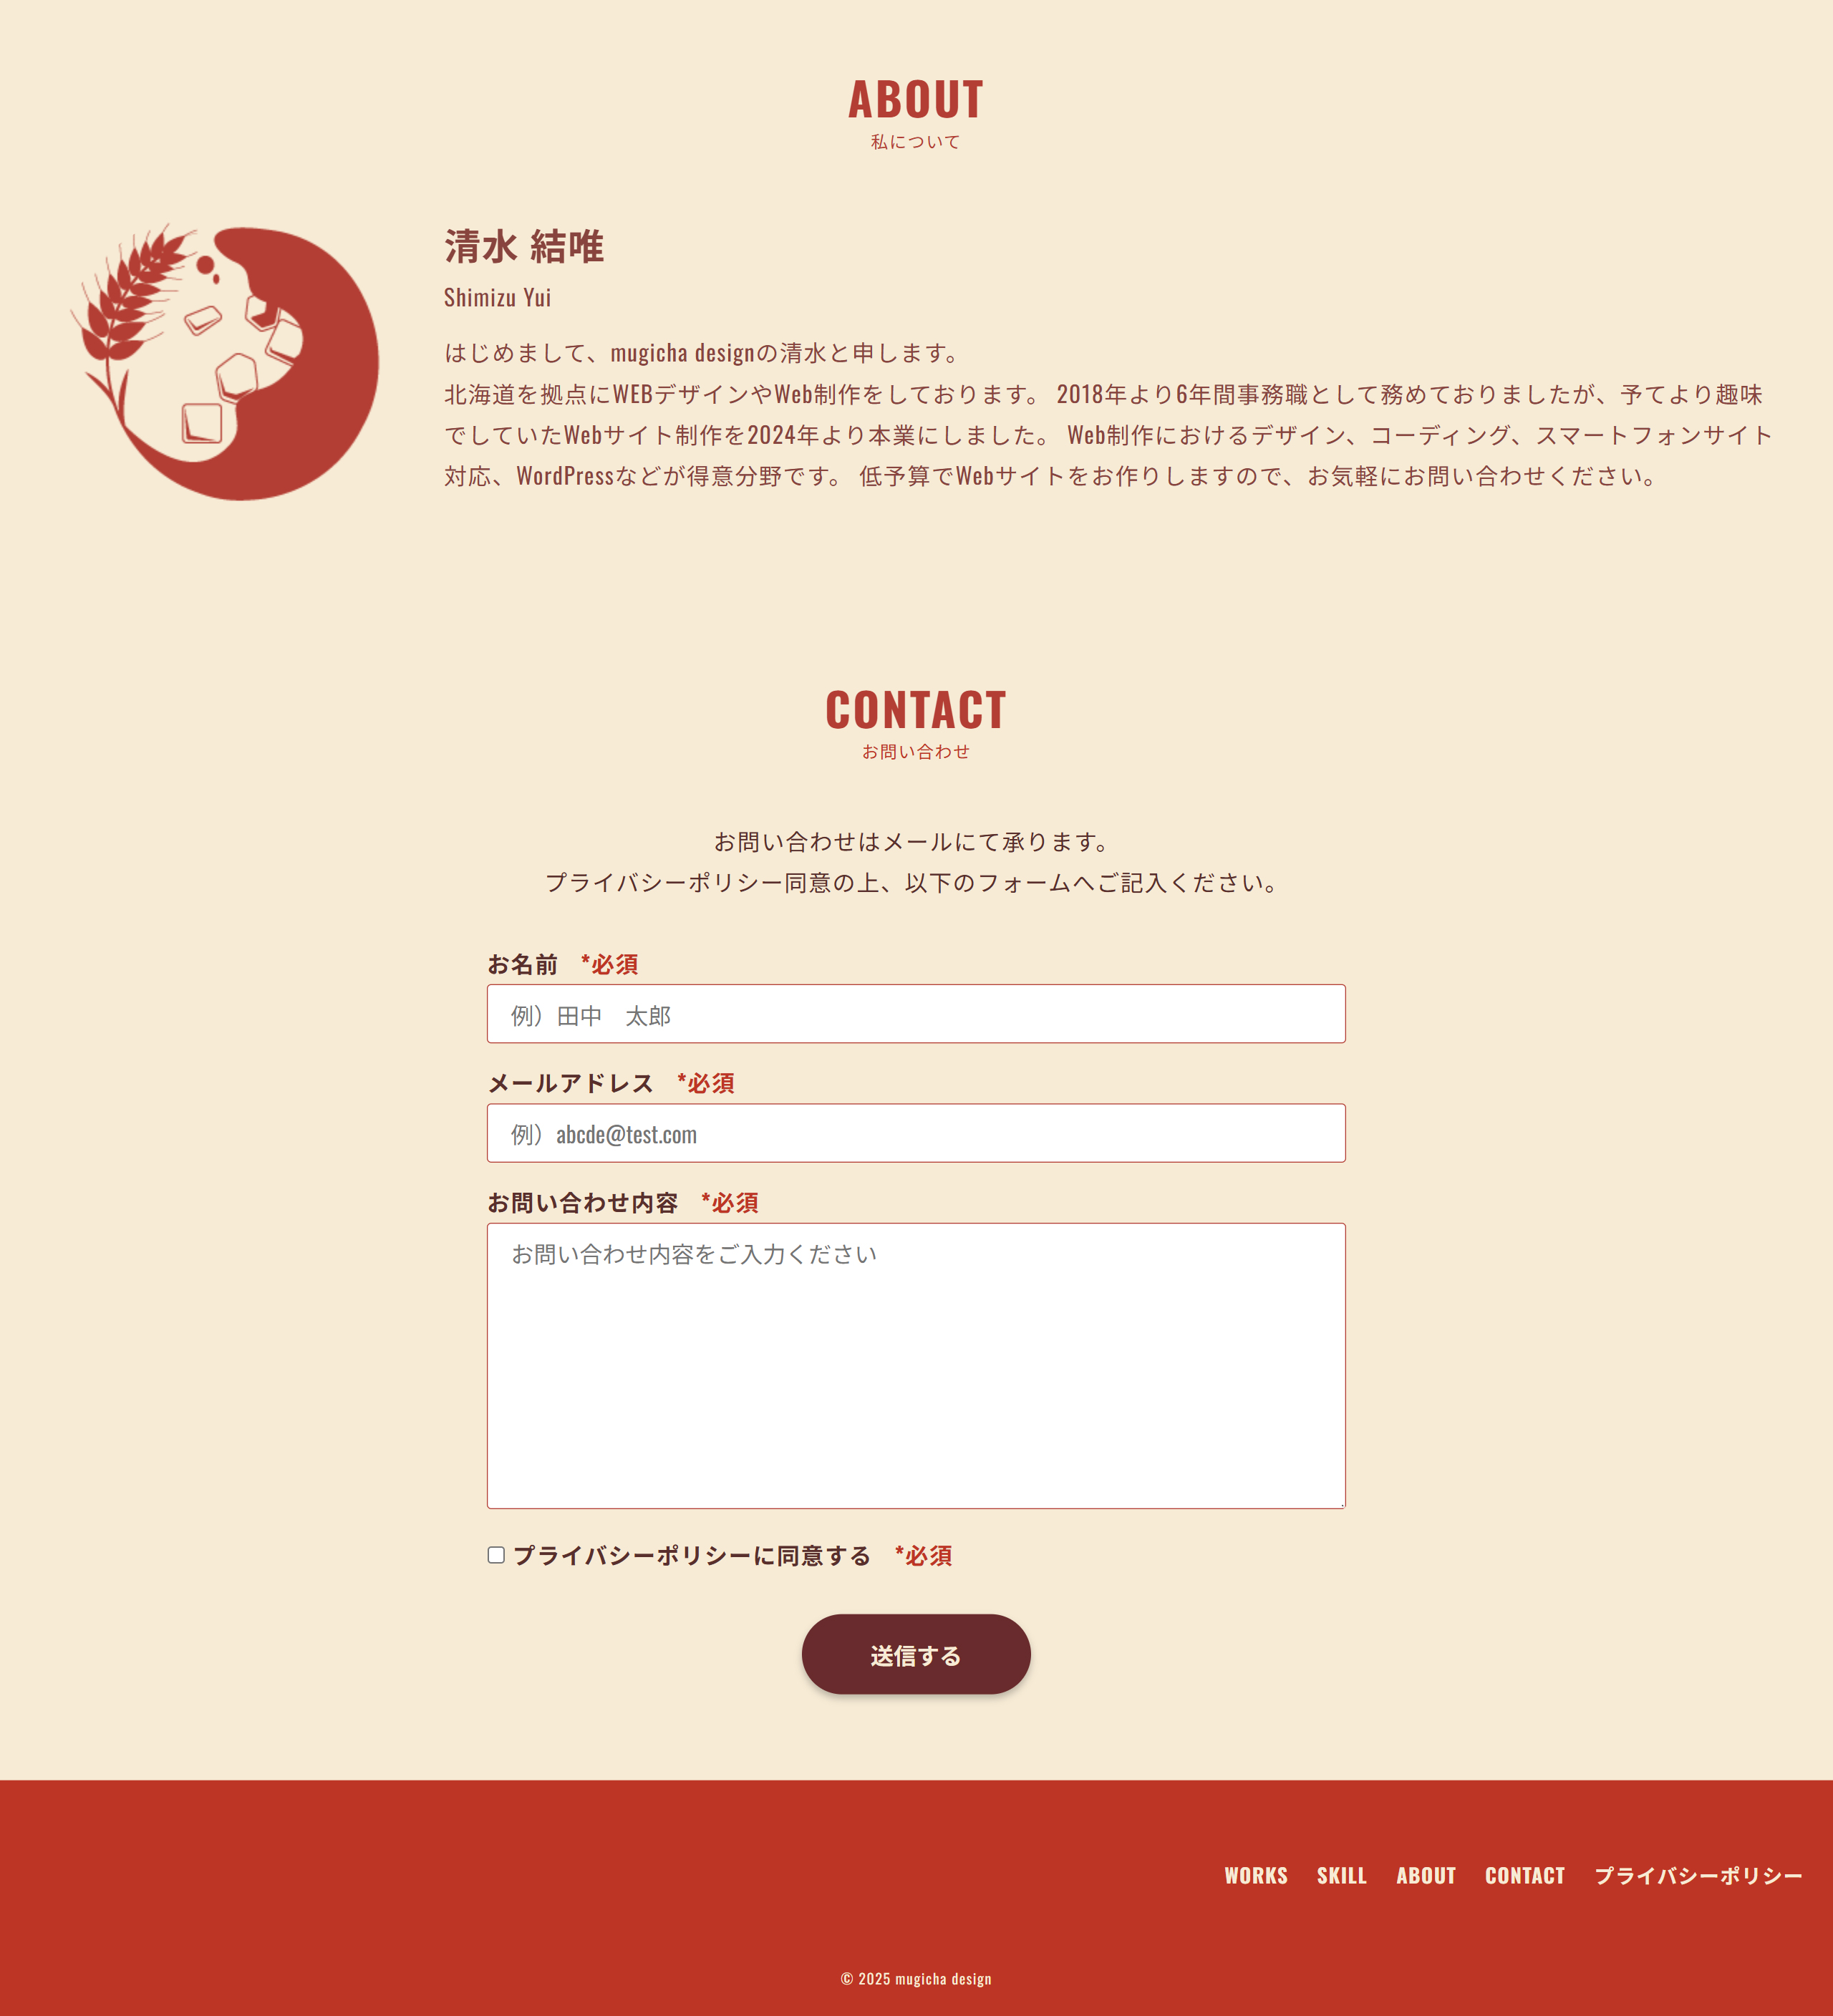 ABOUT
私について
清水 結唯
Shimizu Yui
はじめまして、mugicha designの清水と申します。
北海道を拠点にWEBデザインやWeb制作をしております。 2018年より6年間事務職として務めておりましたが、予てより趣味
でしていたWebサイト制作を2024年より本業にしました。 Web制作におけるデザイン、コーディング、スマートフォンサイト
対応、WordPressなどが得意分野です。 低予算でWebサイトをお作りしますので、お気軽にお問い合わせください。
CONTACT
お問い合わせ
お問い合わせはメールにて承ります。
プライバシーポリシー同意の上、以下のフォームへご記入ください。
お名前 *必須
例）田中　太郎
メールアドレス *必須
例）abcde@test.com
お問い合わせ内容 *必須
お問い合わせ内容をご入力ください
プライバシーポリシーに同意する *必須
送信する
WORKS SKILL ABOUT CONTACT プライバシーポリシー
© 2025 mugicha design